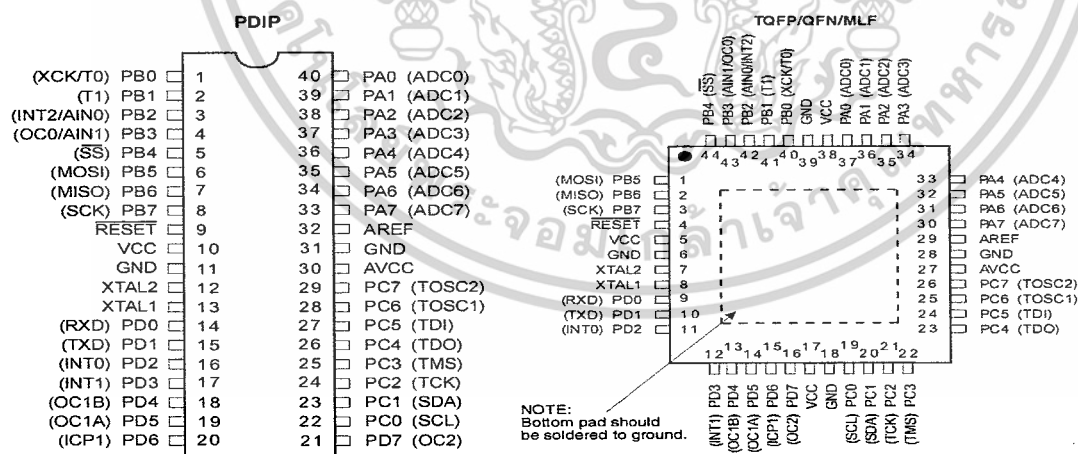 PDIP
(XCK/T0) PB0 1 40 PA0 (ADC0)
(T1) PB1 2 39 PA1 (ADC1)
(INT2/AIN0) PB2 3 38 PA2 (ADC2)
(OC0/AIN1) PB3 4 37 PA3 (ADC3)
(SS) PB4 5 36 PA4 (ADC4)
(MOSI) PB5 6 35 PA5 (ADC5)
(MISO) PB6 7 34 PA6 (ADC6)
(SCK) PB7 8 33 PA7 (ADC7)
RESET 9 32 AREF
VCC 10 31 GND
GND 11 30 AVCC
XTAL2 12 29 PC7 (TOSC2)
XTAL1 13 28 PC6 (TOSC1)
(RXD) PD0 14 27 PC5 (TDI)
(TXD) PD1 15 26 PC4 (TDO)
(INT0) PD2 16 25 PC3 (TMS)
(INT1) PD3 17 24 PC2 (TCK)
(OC1B) PD4 18 23 PC1 (SDA)
(OC1A) PD5 19 22 PC0 (SCL)
(ICP1) PD6 20 21 PD7 (OC2)
TQFP/QFN/MLF
PB4 (SS)
PB3 (AIN1/OC0)
PB2 (AIN0/INT2)
PB1 (T1)
PB0 (XCK/T0)
GND
VCC
PA0 (ADC0)
PA1 (ADC1)
PA2 (ADC2)
PA3 (ADC3)
44 43 42 41 40 39 38 37 36 35 34
(MOSI) PB5 1 33 PA4 (ADC4)
(MISO) PB6 2 32 PA5 (ADC5)
(SCK) PB7 3 31 PA6 (ADC6)
RESET 4 30 PA7 (ADC7)
VCC 5 29 AREF
GND 6 28 GND
XTAL2 7 27 AVCC
XTAL1 8 26 PC7 (TOSC2)
(RXD) PD0 9 25 PC6 (TOSC1)
(TXD) PD1 10 24 PC5 (TDI)
(INT0) PD2 11 23 PC4 (TDO)
12 13 14 15 16 17 18 19 20 21 22
(INT1) PD3
(OC1B) PD4
(OC1A) PD5
(ICP1) PD6
(OC2) PD7
VCC
GND
(SCL) PC0
(SDA) PC1
(TCK) PC2
(TMS) PC3
NOTE:
Bottom pad should
be soldered to ground.